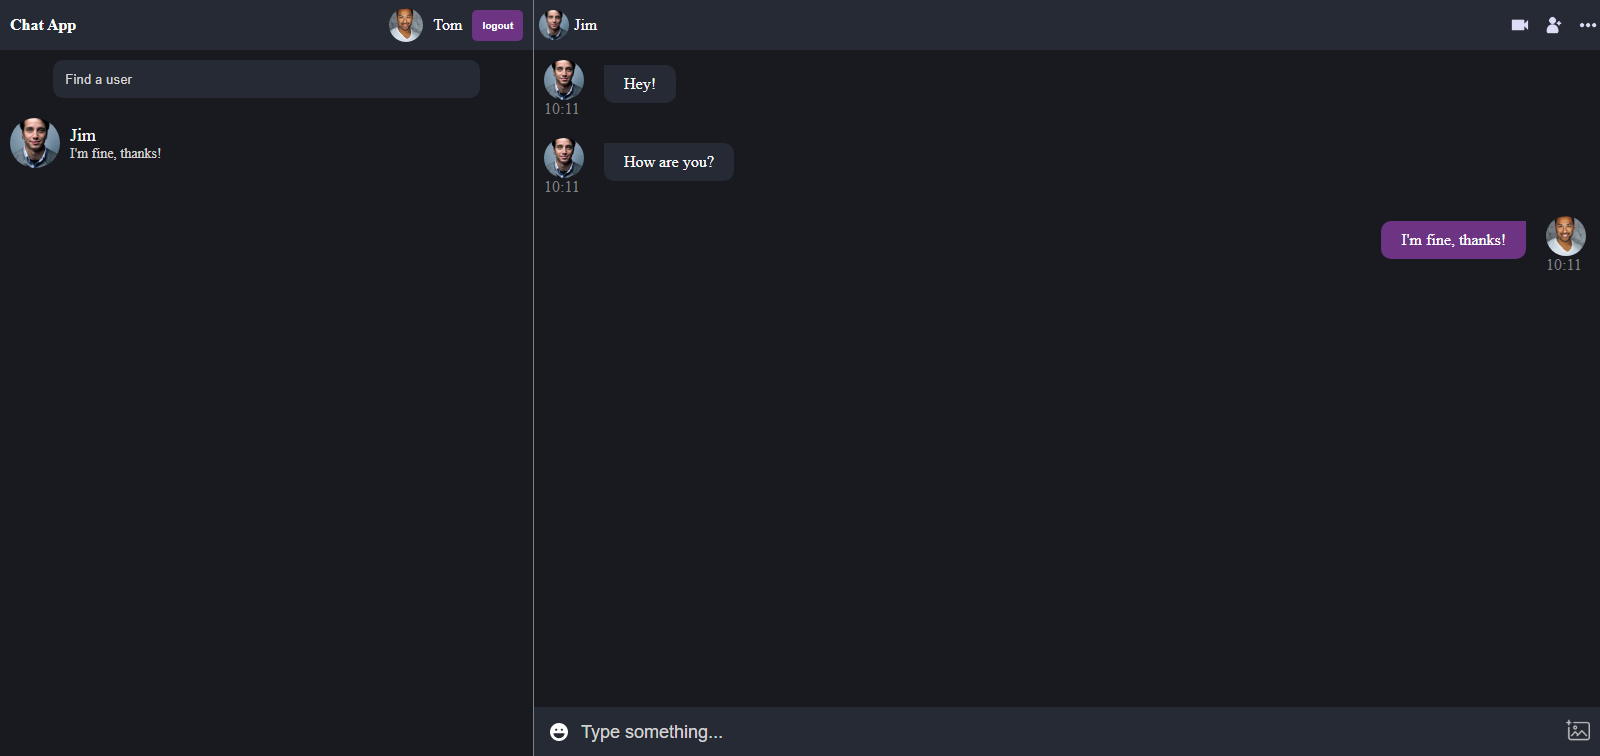 Chat App
Tom
logout
Find a user
Jim
I'm fine, thanks!
Jim
Hey!
10:11
How are you?
10:11
I'm fine, thanks!
10:11
Type something...